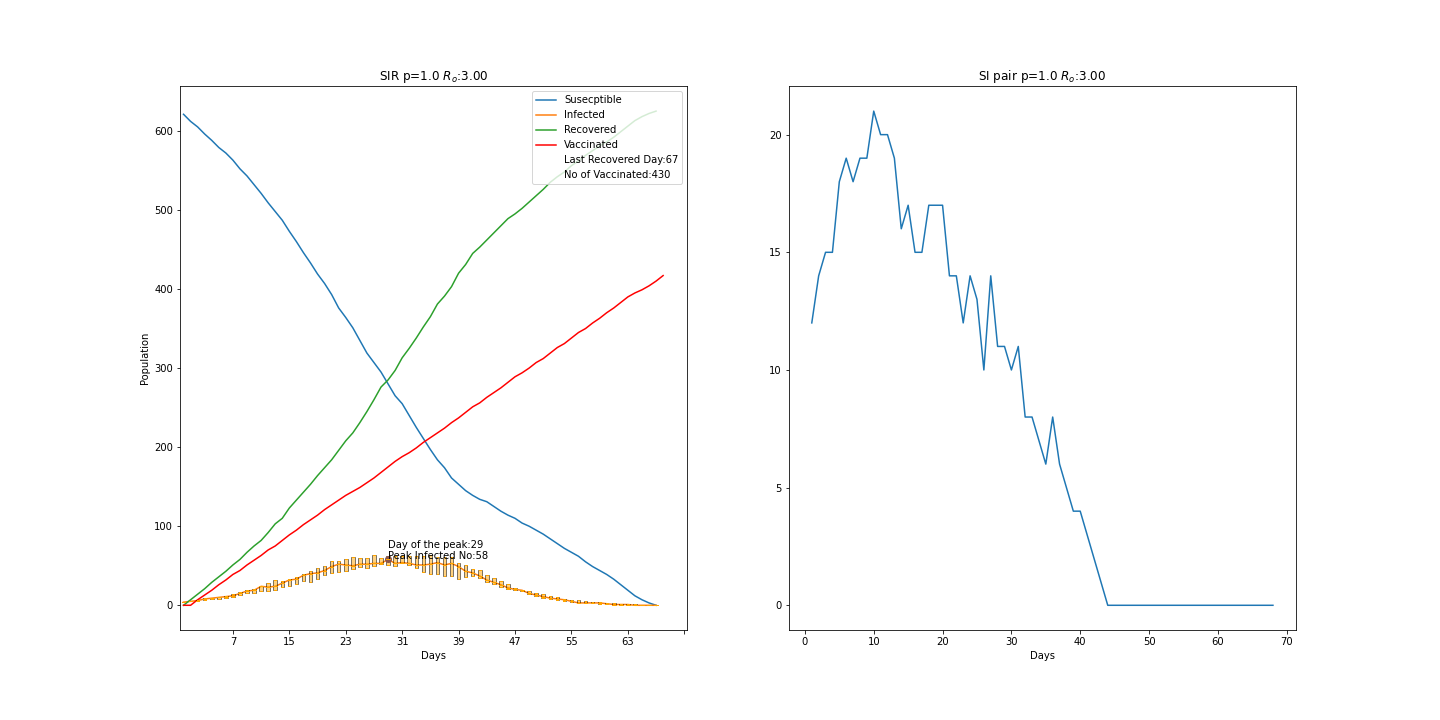 SIR p=1.0 Rₒ:3.00
Susecptible
Infected
Recovered
Vaccinated
Last Recovered Day:67
No of Vaccinated:430
600
500
400
300
200
100
0
Population
Day of the peak:29
Peak Infected No:58
7 15 23 31 39 47 55 63
Days
SI pair p=1.0 Rₒ:3.00
20
15
10
5
0
0 10 20 30 40 50 60 70
Days